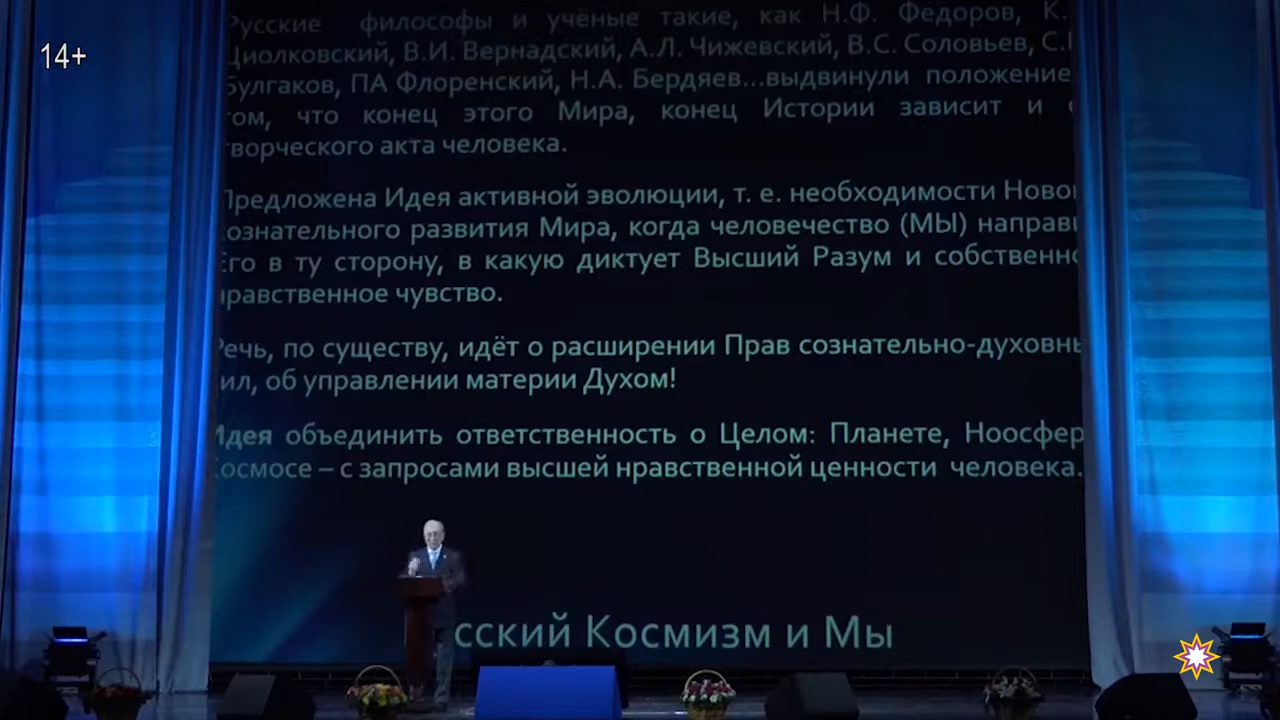 14+
Русские философы и учёные такие, как Н.Ф. Федоров, К.
Циолковский, В.И. Вернадский, А.Л. Чижевский, В.С. Соловьев, С.
Булгаков, ПА Флоренский, Н.А. Бердяев...выдвинули положение
том, что конец этого Мира, конец Истории зависит и
творческого акта человека.
Предложена Идея активной эволюции, т. е. необходимости Ново
сознательного развития Мира, когда человечество (МЫ) направи
Его в ту сторону, в какую диктует Высший Разум и собственно
нравственное чувство.
Речь, по существу, идёт о расширении Прав сознательно-духовны
ил, об управлении материи Духом!
Идея объединить ответственность о Целом: Планете, Ноосфер
Космосе – с запросами высшей нравственной ценности человека.
сский Космизм и Мы